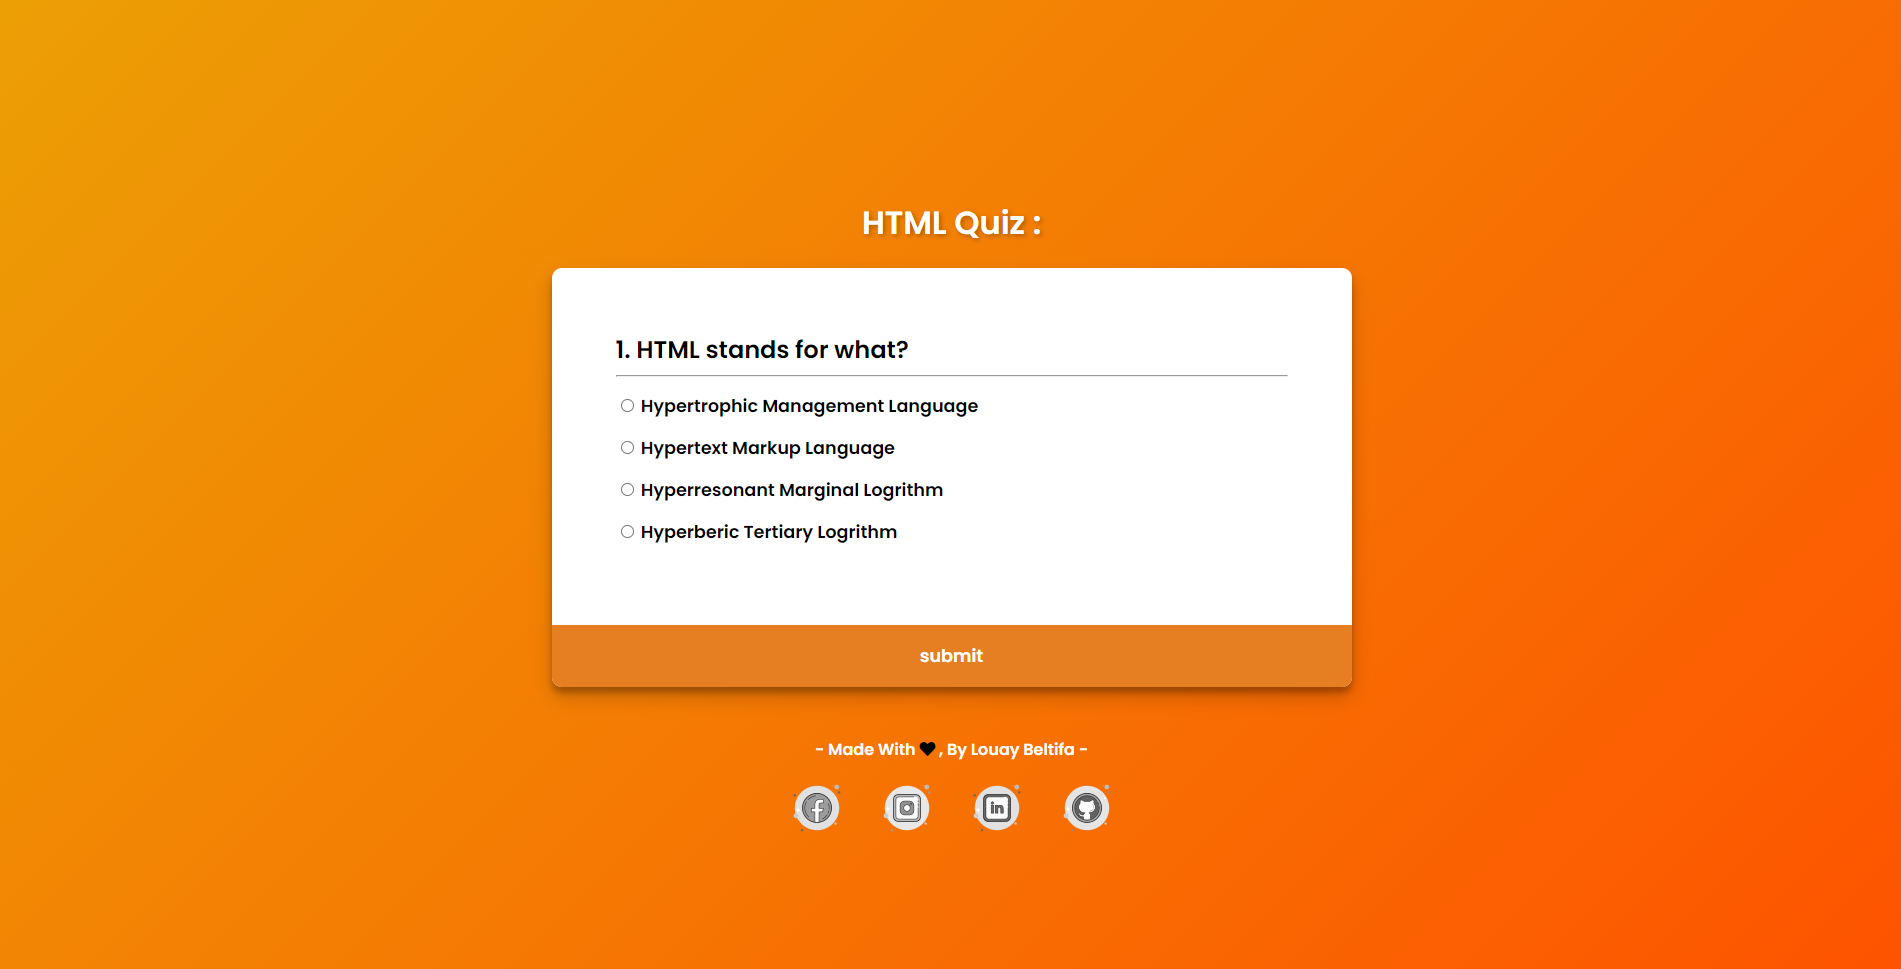 HTML Quiz :
1. HTML stands for what?
Hypertrophic Management Language
Hypertext Markup Language
Hyperresonant Marginal Logrithm
Hyperberic Tertiary Logrithm
submit
- Made With 🖤 , By Louay Beltifa -